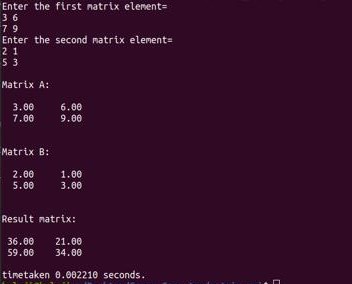 Enter the first matrix element=
3 6
7 9
Enter the second matrix element=
2 1
5 3
Matrix A:
3.00 6.00
7.00 9.00
Matrix B:
2.00 1.00
5.00 3.00
Result matrix:
36.00 21.00
59.00 34.00
timetaken 0.002210 seconds.